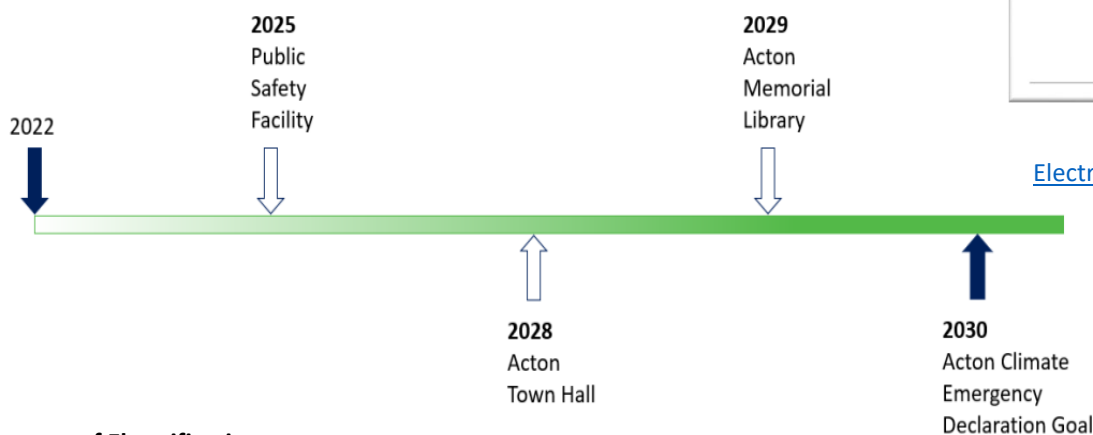 2025
Public
Safety
Facility
2029
Acton
Memorial
Library
2022
Electr
2028
Acton
Town Hall
2030
Acton Climate
Emergency
Declaration Goal